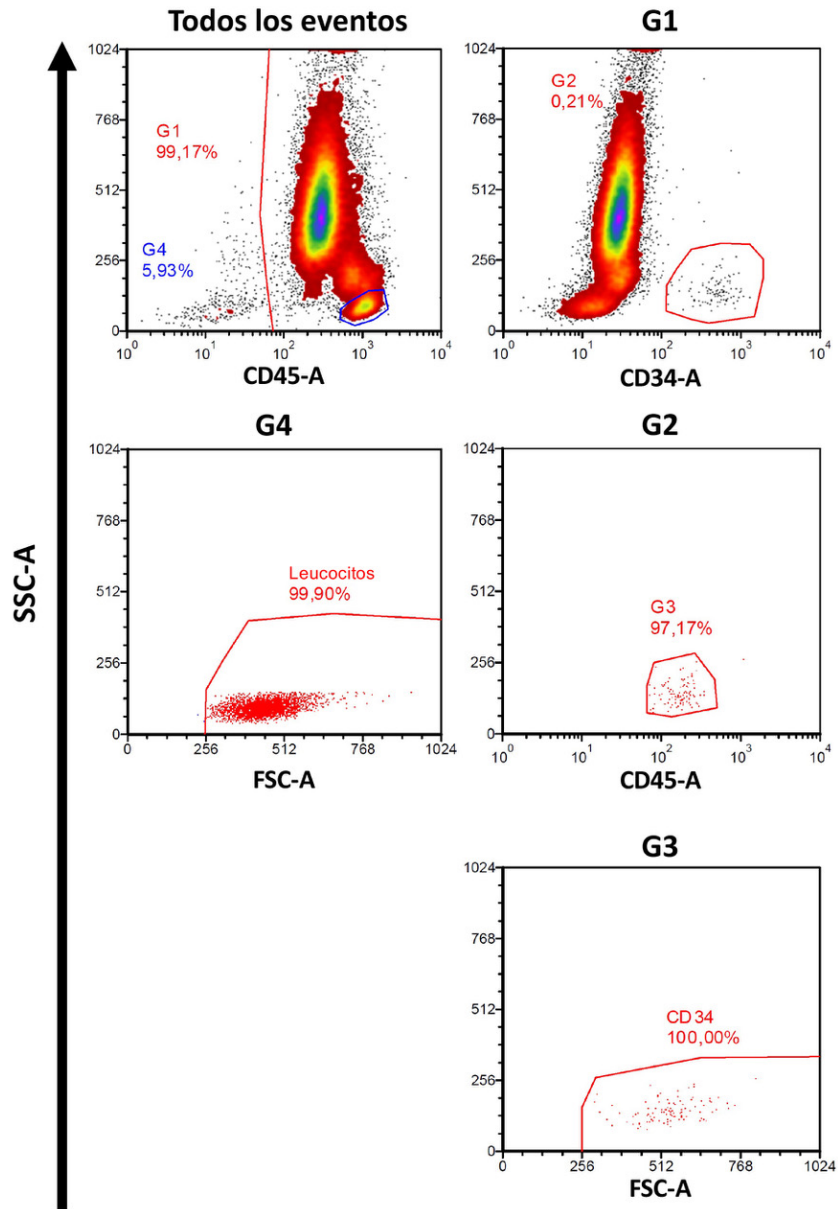 Todos los eventos
G1
1024
768
512
256
0
G1
99,17%
G4
5,93%
10^0 10^1 10^2 10^3 10^4
CD45-A
1024
768
512
256
0
G2
0,21%
10^0 10^1 10^2 10^3 10^4
CD34-A
SSC-A
G4
G2
1024
768
512
256
0
Leucocitos
99,90%
0 256 512 768 1024
FSC-A
1024
768
512
256
0
G3
97,17%
10^0 10^1 10^2 10^3 10^4
CD45-A
G3
1024
768
512
256
0
CD34
100,00%
0 256 512 768 1024
FSC-A